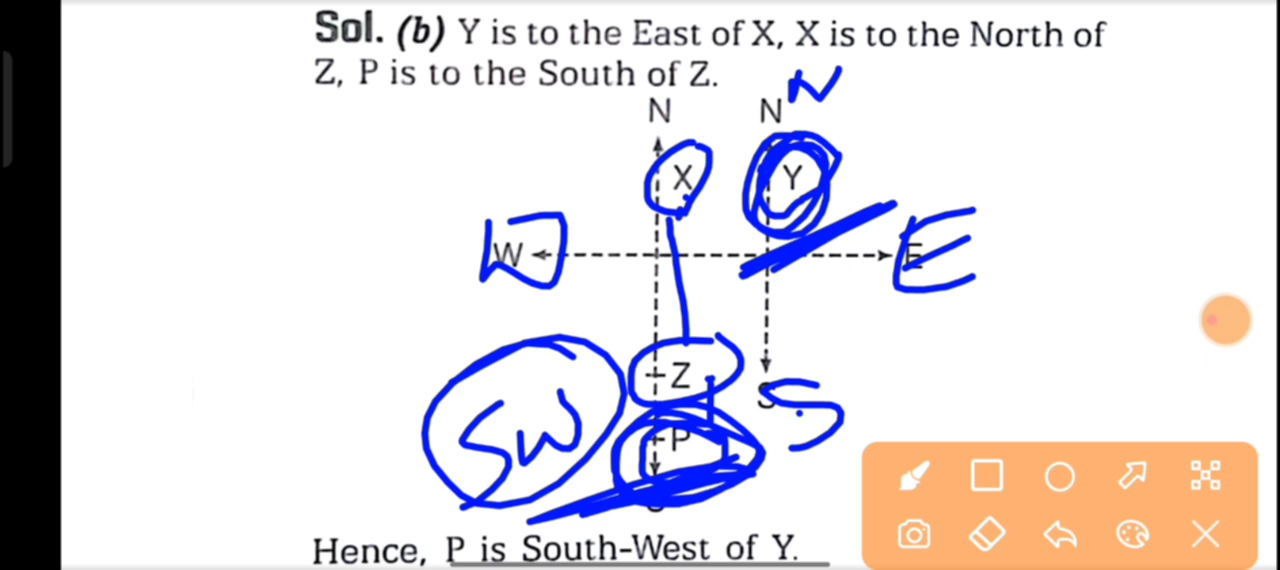 Sol. (b) Y is to the East of X, X is to the North of
Z, P is to the South of Z.
N N N
X Y
W E E
Z
S S
SW P
Hence, P is South-West of Y.